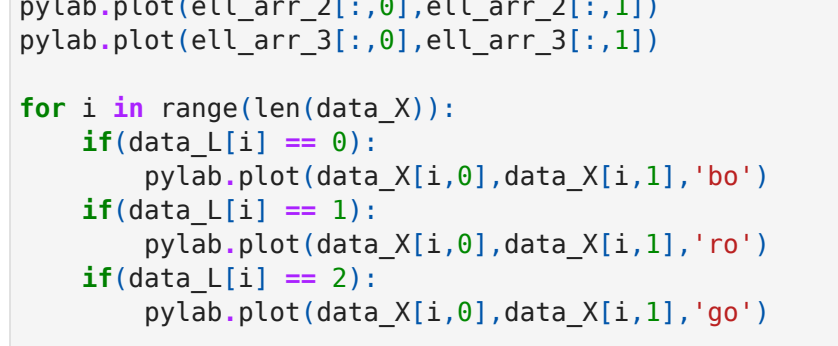 pylab.plot(ell_arr_2[:,0],ell_arr_2[:,1])
pylab.plot(ell_arr_3[:,0],ell_arr_3[:,1])
for i in range(len(data_X)):
    if(data_L[i] == 0):
        pylab.plot(data_X[i,0],data_X[i,1],'bo')
    if(data_L[i] == 1):
        pylab.plot(data_X[i,0],data_X[i,1],'ro')
    if(data_L[i] == 2):
        pylab.plot(data_X[i,0],data_X[i,1],'go')